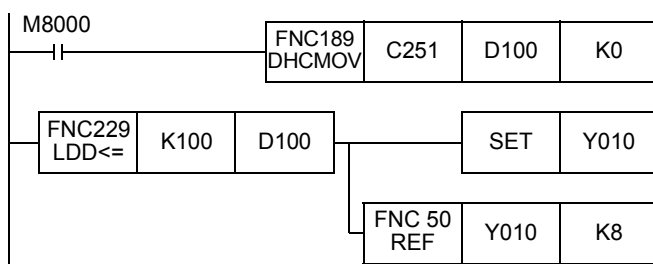 M8000
FNC189
DHCMOV C251 D100 K0
FNC229
LDD<= K100 D100 SET Y010
FNC 50
REF Y010 K8